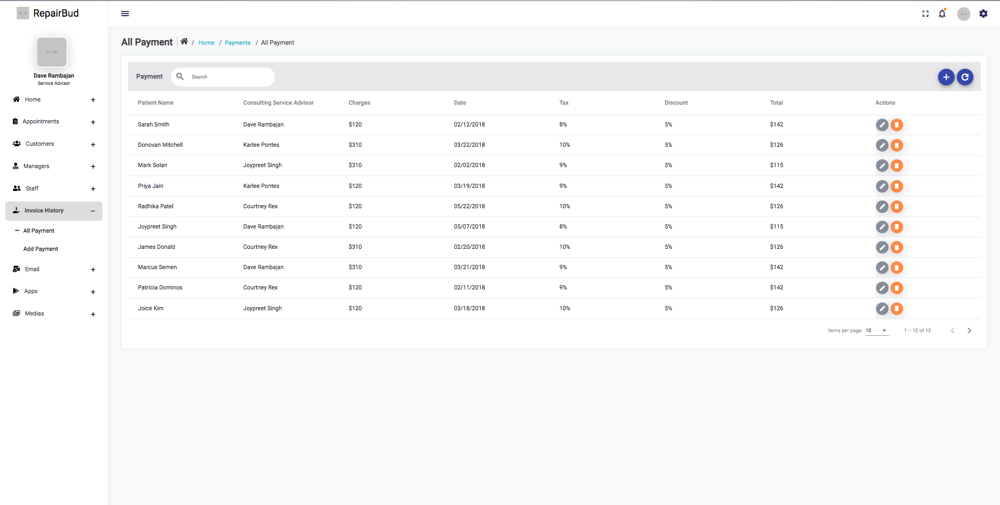 RepairBud
Dave Rambajan
Service Advisor
Home +
Appointments +
Customers +
Managers +
Staff +
Invoice History –
– All Payment
Add Payment
Email +
Apps +
Medias +
All Payment / Home / Payments / All Payment
Payment Search
Patient Name Consulting Service Advisor Charges Date Tax Discount Total Actions
Sarah Smith Dave Rambajan $120 02/12/2018 8% 5% $142
Donovan Mitchell Karlee Pontes $310 03/22/2018 10% 5% $126
Mark Solan Joypreet Singh $310 02/02/2018 9% 5% $115
Priya Jain Karlee Pontes $120 03/19/2018 9% 5% $142
Radhika Patel Courtney Rex $120 05/22/2018 10% 5% $126
Joypreet Singh Dave Rambajan $120 05/07/2018 8% 5% $115
James Donald Courtney Rex $310 02/20/2018 10% 5% $126
Marcus Semen Dave Rambajan $310 03/21/2018 9% 5% $142
Patricia Dominos Courtney Rex $120 02/11/2018 9% 5% $142
Joice Kim Joypreet Singh $120 03/18/2018 10% 5% $126
Items per page: 10 1 – 10 of 13